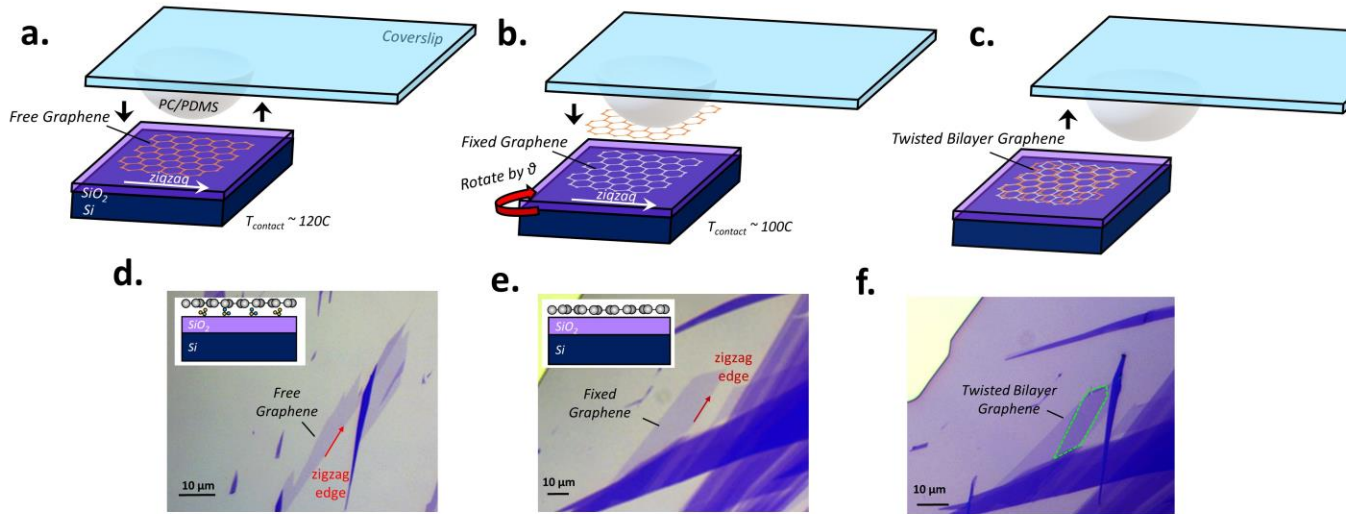 a.
Coverslip
PC/PDMS
Free Graphene
zigzag
SiO2
Si
Tcontact ~ 120C
b.
Fixed Graphene
Rotate by ϑ
zigzag
Tcontact ~ 100C
c.
Twisted Bilayer
Graphene
d.
SiO2
Si
Free
Graphene
zigzag
edge
10 µm
e.
SiO2
Si
zigzag
edge
Fixed
Graphene
10 µm
f.
Twisted Bilayer
Graphene
10 µm